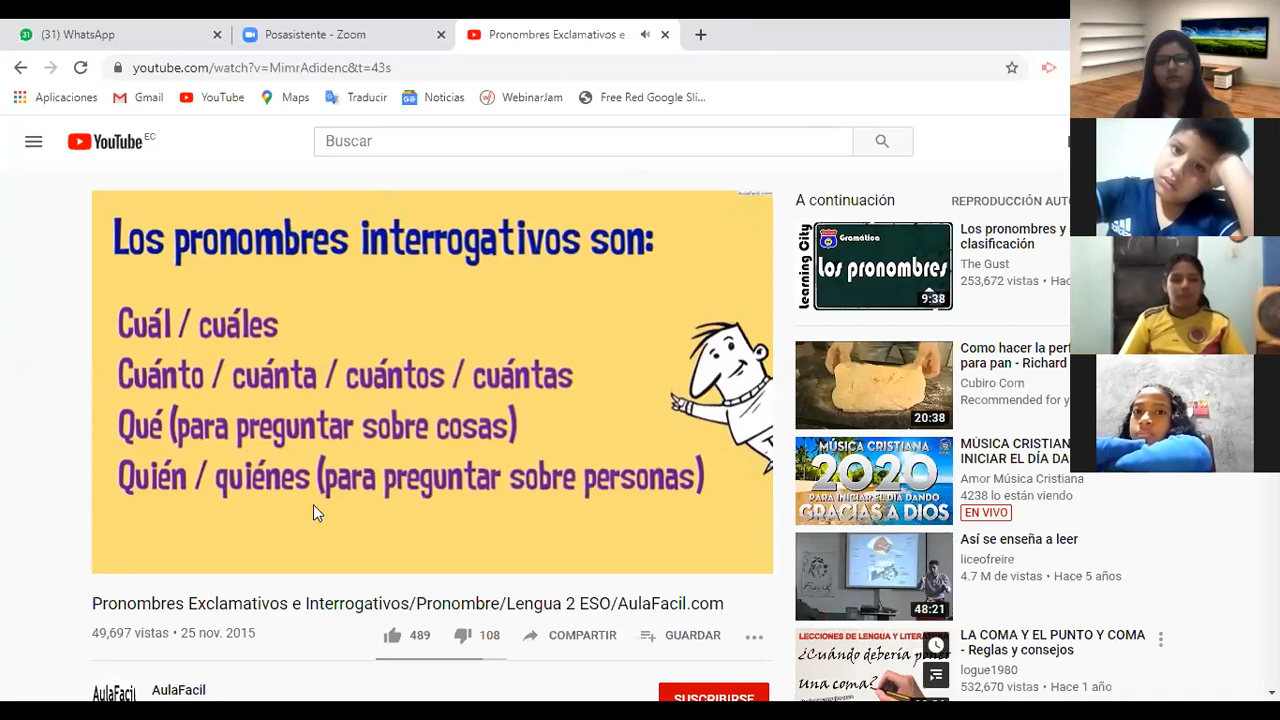 (31) WhatsApp
Posasistente - Zoom
Pronombres Exclamativos e
youtube.com/watch?v=MimrAdidenc&t=43s
Aplicaciones
Gmail
YouTube
Maps
Traducir
Noticias
WebinarJam
Free Red Google Sli...
YouTube EC
Buscar
AulaFacil.com
Los pronombres interrogativos son:
Cuál / cuáles
Cuánto / cuánta / cuántos / cuántas
Qué (para preguntar sobre cosas)
Quién / quiénes (para preguntar sobre personas)
Pronombres Exclamativos e Interrogativos/Pronombre/Lengua 2 ESO/AulaFacil.com
49,697 vistas • 25 nov. 2015
489
108
COMPARTIR
GUARDAR
AulaFacil
AulaFacil
SUSCRIBIRSE
A continuación
REPRODUCCIÓN AUTO
Learning City
Gramática
Los pronombres
9:38
Los pronombres y
clasificación
The Gust
253,672 vistas • Hac
20:38
Como hacer la perf
para pan - Richard
Cubiro Com
Recommended for y
MÚSICA CRISTIANA
2020
PARA INICIAR EL DÍA DANDO
GRACIAS A DIOS
MÚSICA CRISTIAN
INICIAR EL DÍA DA
Amor Música Cristiana
4238 lo están viendo
EN VIVO
48:21
Así se enseña a leer
liceofreire
4.7 M de vistas • Hace 5 años
LECCIONES DE LENGUA Y LITERATU
¿Cuándo debería poner
una coma?
LA COMA Y EL PUNTO Y COMA
- Reglas y consejos
logue1980
532,670 vistas • Hace 1 año